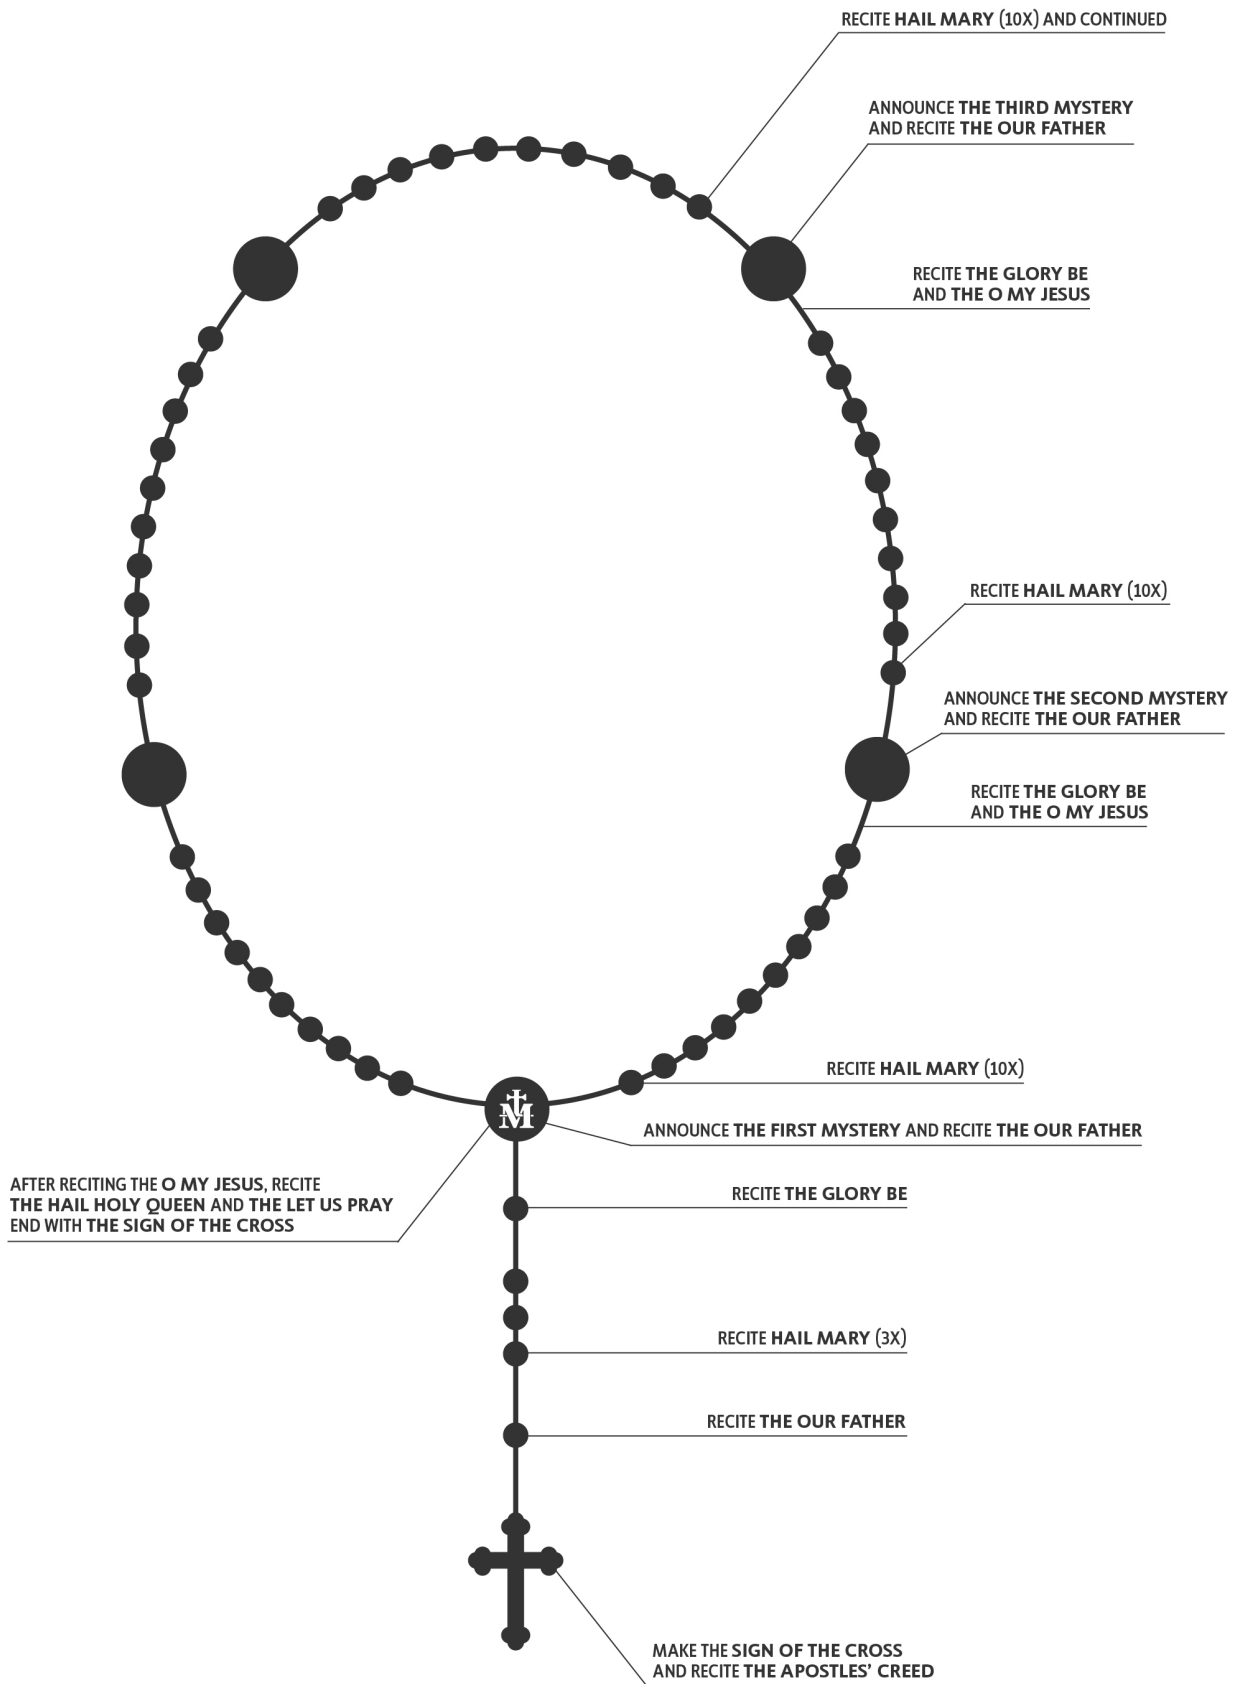 RECITE HAIL MARY (10X) AND CONTINUED
ANNOUNCE THE THIRD MYSTERY
AND RECITE THE OUR FATHER
RECITE THE GLORY BE
AND THE O MY JESUS
RECITE HAIL MARY (10X)
ANNOUNCE THE SECOND MYSTERY
AND RECITE THE OUR FATHER
RECITE THE GLORY BE
AND THE O MY JESUS
RECITE HAIL MARY (10X)
M
ANNOUNCE THE FIRST MYSTERY AND RECITE THE OUR FATHER
AFTER RECITING THE O MY JESUS, RECITE
THE HAIL HOLY QUEEN AND THE LET US PRAY
END WITH THE SIGN OF THE CROSS
RECITE THE GLORY BE
RECITE HAIL MARY (3X)
RECITE THE OUR FATHER
MAKE THE SIGN OF THE CROSS
AND RECITE THE APOSTLES' CREED